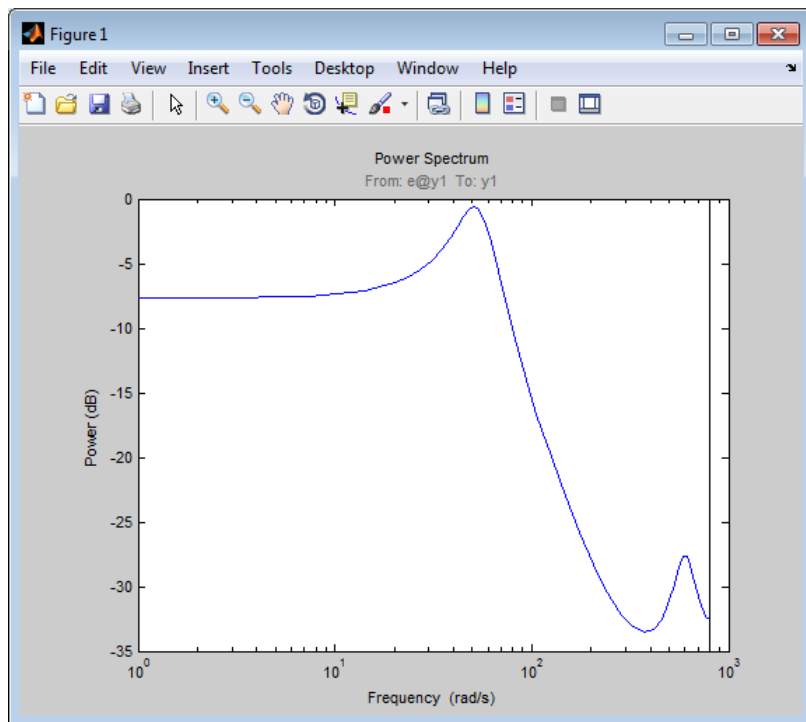 Figure 1
File Edit View Insert Tools Desktop Window Help
Power Spectrum
From: e@y1 To: y1
0
-5
-10
-15
-20
-25
-30
-35
Power (dB)
10^0 10^1 10^2 10^3
Frequency (rad/s)